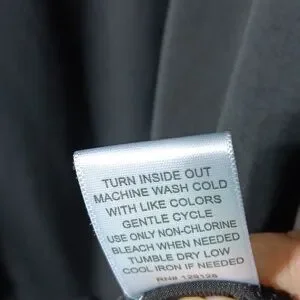 TURN INSIDE OUT
MACHINE WASH COLD
WITH LIKE COLORS
GENTLE CYCLE
USE ONLY NON-CHLORINE
BLEACH WHEN NEEDED
TUMBLE DRY LOW
COOL IRON IF NEEDED
RN#